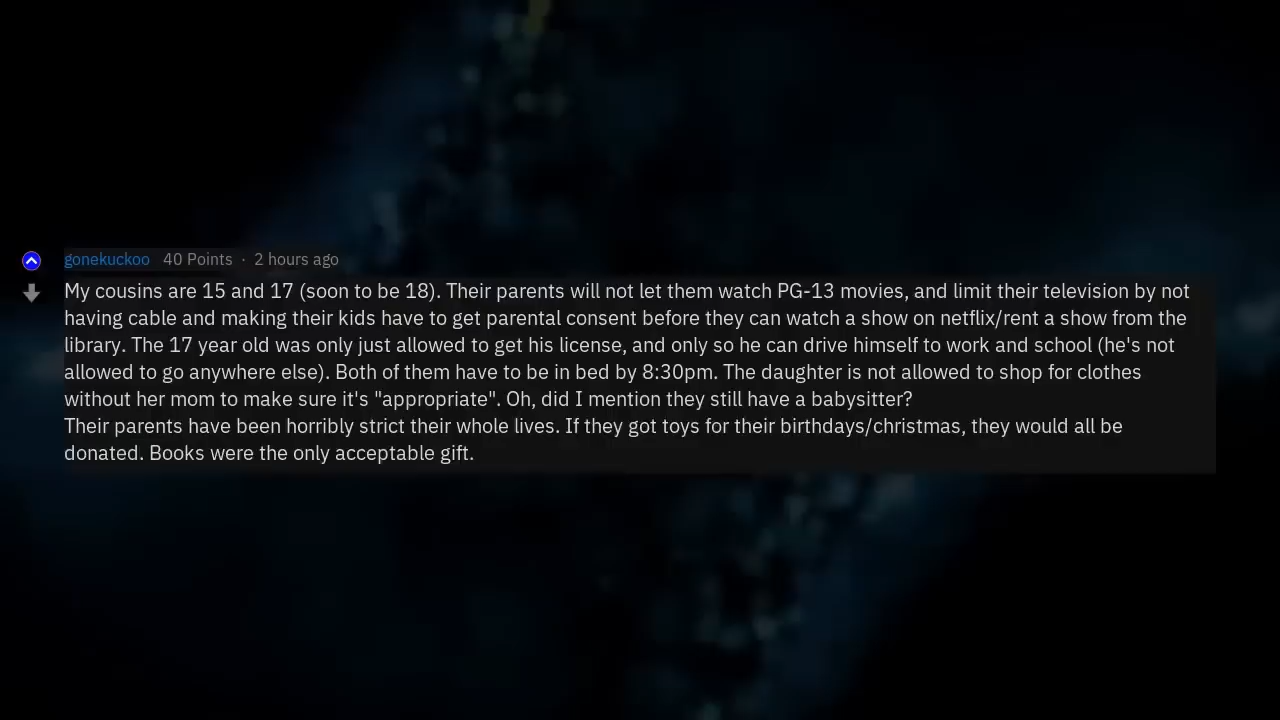 gonekuckoo 40 Points · 2 hours ago
My cousins are 15 and 17 (soon to be 18). Their parents will not let them watch PG-13 movies, and limit their television by not
having cable and making their kids have to get parental consent before they can watch a show on netflix/rent a show from the
library. The 17 year old was only just allowed to get his license, and only so he can drive himself to work and school (he's not
allowed to go anywhere else). Both of them have to be in bed by 8:30pm. The daughter is not allowed to shop for clothes
without her mom to make sure it's "appropriate". Oh, did I mention they still have a babysitter?
Their parents have been horribly strict their whole lives. If they got toys for their birthdays/christmas, they would all be
donated. Books were the only acceptable gift.